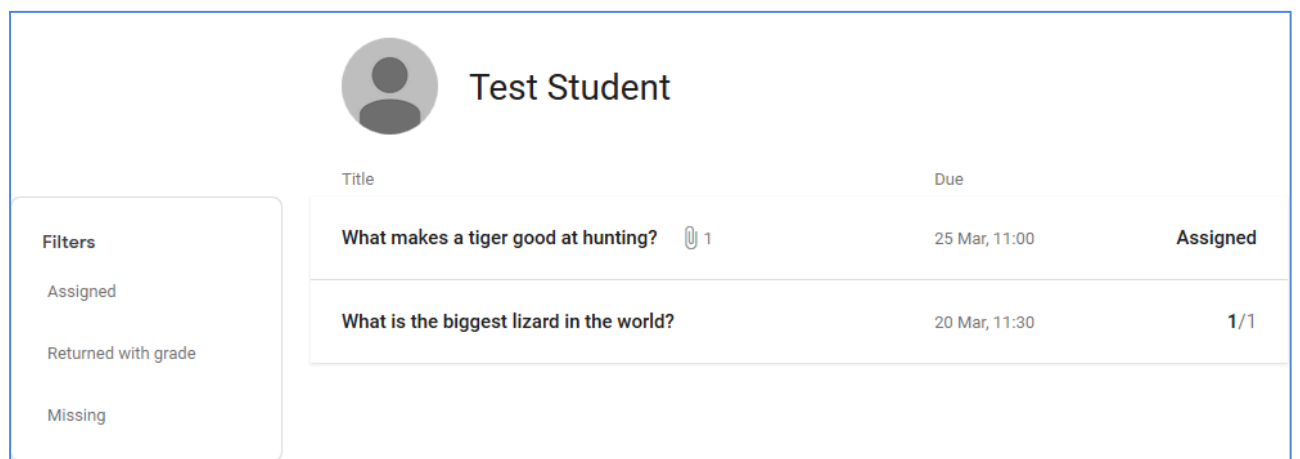 Test Student
Title Due
Filters
Assigned
Returned with grade
Missing
What makes a tiger good at hunting? 1 25 Mar, 11:00 Assigned
What is the biggest lizard in the world? 20 Mar, 11:30 1/1